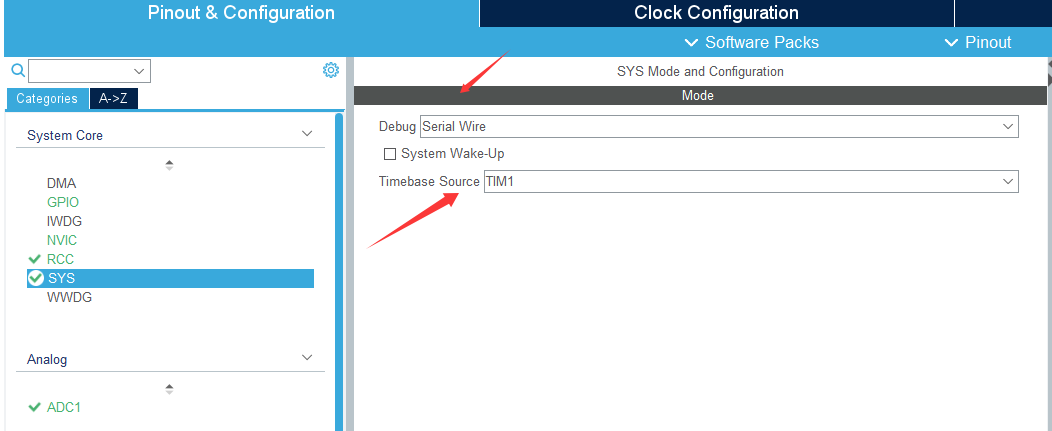 Pinout & Configuration
Clock Configuration
Software Packs
Pinout
SYS Mode and Configuration
Categories
A->Z
Mode
System Core
Debug Serial Wire
System Wake-Up
Timebase Source TIM1
DMA
GPIO
IWDG
NVIC
RCC
SYS
WWDG
Analog
ADC1